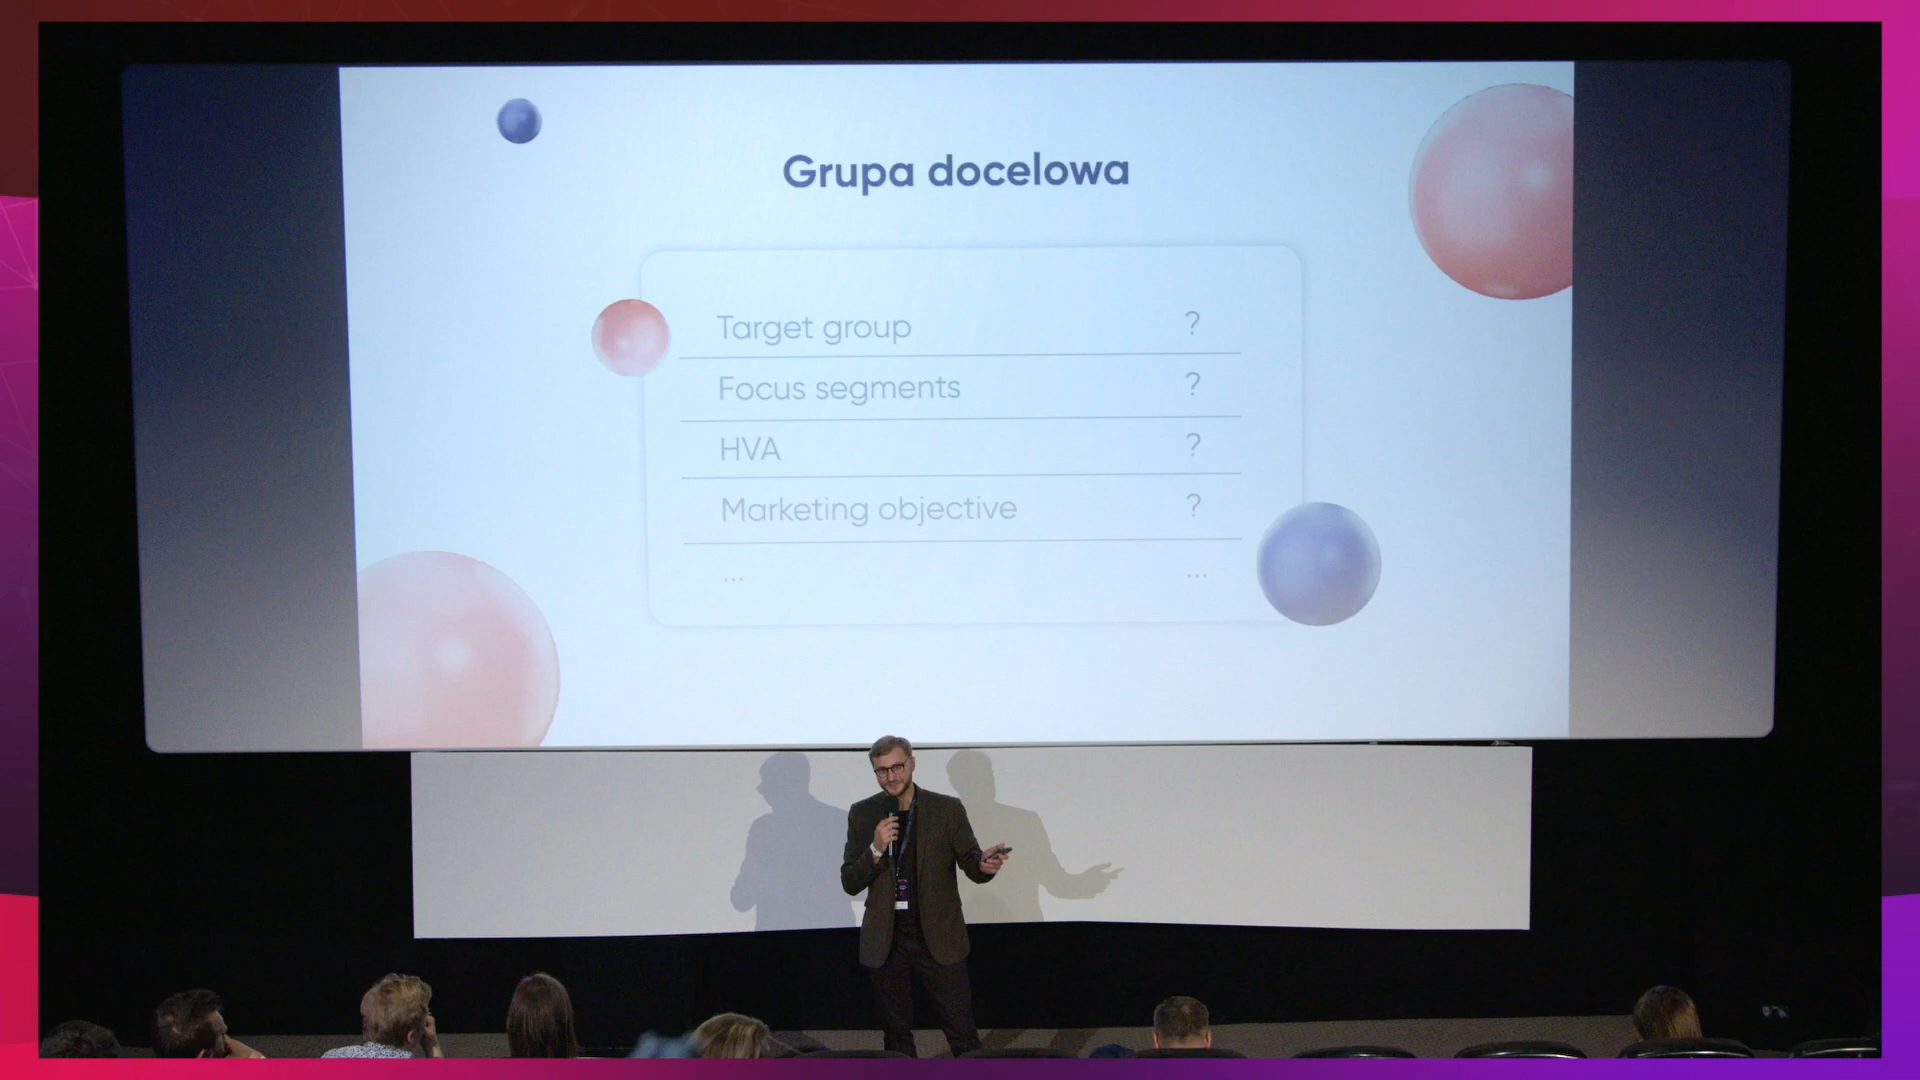 Grupa docelowa
Target group ?
Focus segments ?
HVA ?
Marketing objective ?
... ...